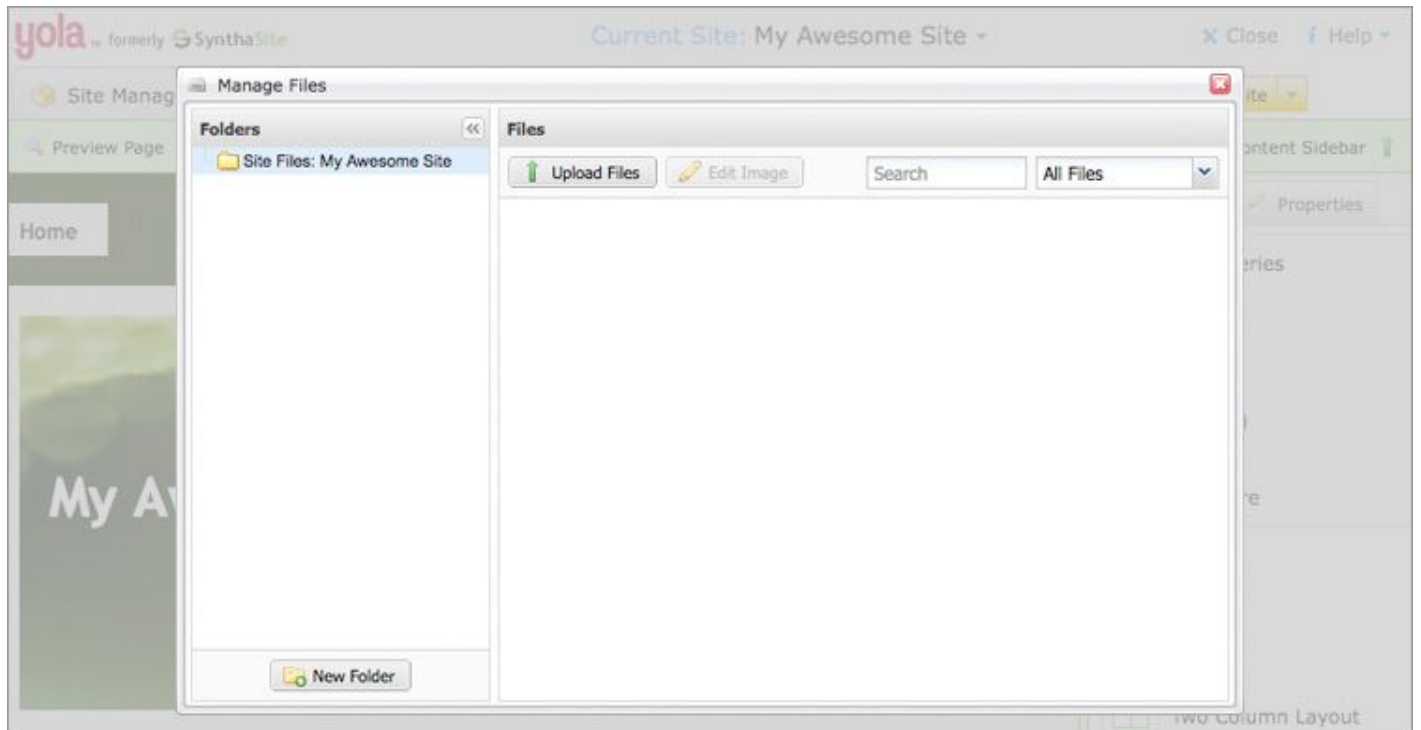 yola formerly SynthaSite
Current Site: My Awesome Site
Close
Help
Site Manag
ite
Manage Files
Preview Page
ontent Sidebar
Folders
Files
Site Files: My Awesome Site
Upload Files
Edit Image
Search
All Files
Properties
Home
eries
My Aw
re
New Folder
Two Column Layout